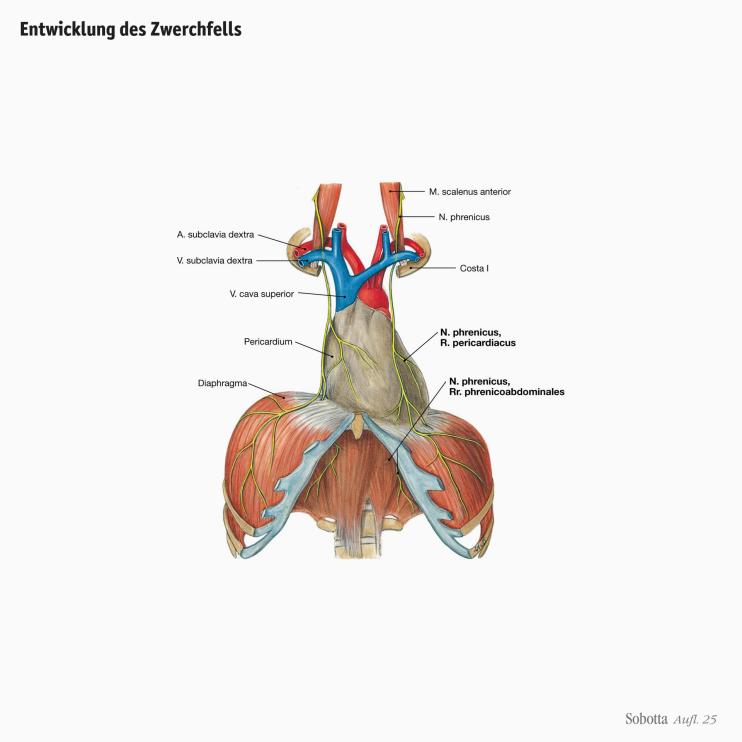 Entwicklung des Zwerchfells
M. scalenus anterior
N. phrenicus
A. subclavia dextra
V. subclavia dextra
Costa I
V. cava superior
N. phrenicus,
R. pericardiacus
Pericardium
N. phrenicus,
Rr. phrenicoabdominales
Diaphragma
Sobotta Aufl. 25